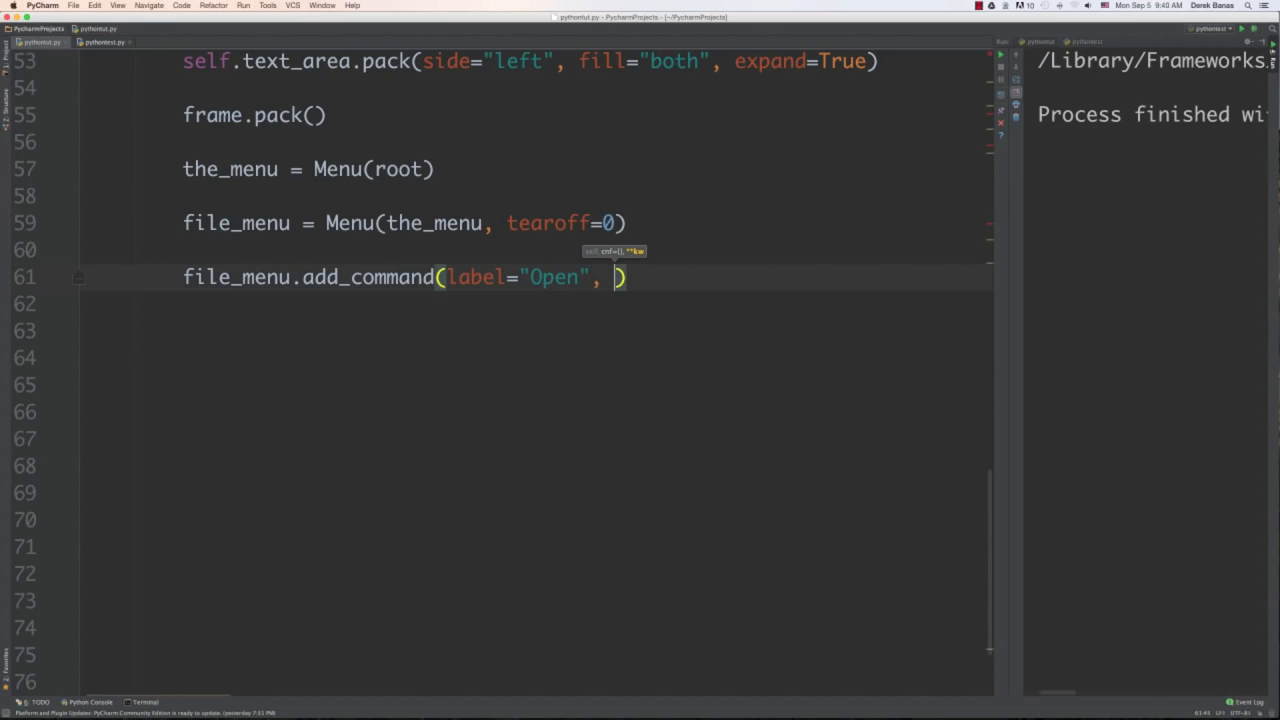 PyCharm File Edit View Navigate Code Refactor Run Tools VCS Window Help 10 Mon Sep 5 9:40 AM Derek Banas
pythontut.py - PycharmProjects - [~/PycharmProjects]
PycharmProjects pythontut.py pythontest
pythontut.py pythontest.py Run: pythontut pythontest
1: Project
7: Structure
2: Favorites
53 self.text_area.pack(side="left", fill="both", expand=True) /Library/Frameworks
54
55 frame.pack() Process finished wi
56
57 the_menu = Menu(root)
58
59 file_menu = Menu(the_menu, tearoff=0)
60
self, cnf={}, **kw
61 file_menu.add_command(label="Open", )
62
63
64
65
66
67
68
69
70
71
72
73
74
75
76
6: TODO Python Console Terminal Event Log
Platform and Plugin Updates: PyCharm Community Edition is ready to update. (yesterday 7:51 PM) 61:45 LF: UTF-8: